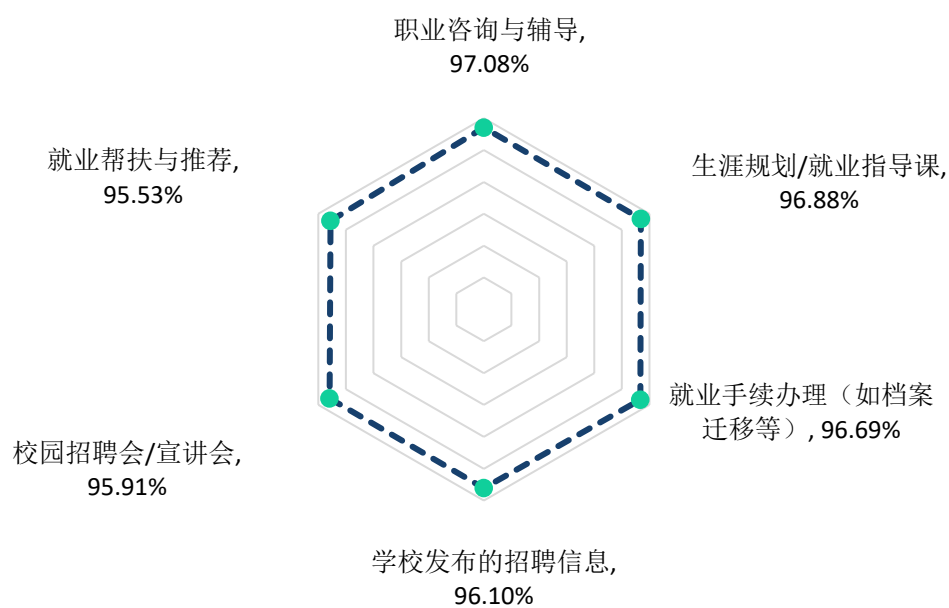 职业咨询与辅导,
97.08%
生涯规划/就业指导课,
96.88%
就业手续办理（如档案
迁移等）, 96.69%
学校发布的招聘信息,
96.10%
校园招聘会/宣讲会,
95.91%
就业帮扶与推荐,
95.53%